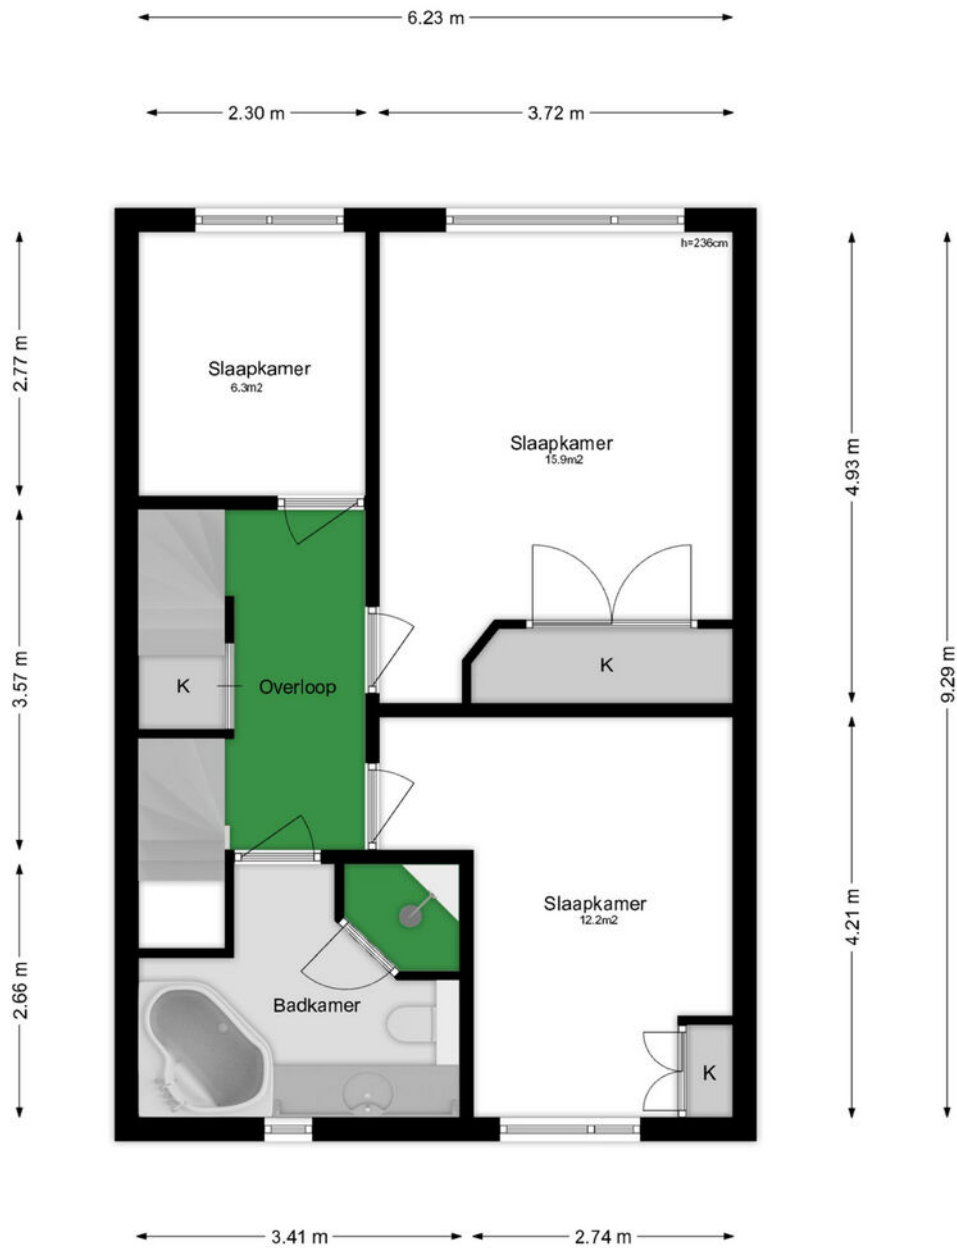 6.23 m
2.30 m
3.72 m
h=236cm
2.77 m
Slaapkamer
6.3m2
Slaapkamer
15.9m2
4.93 m
3.57 m
K
Overloop
K
9.29 m
Slaapkamer
12.2m2
4.21 m
2.66 m
Badkamer
K
3.41 m
2.74 m